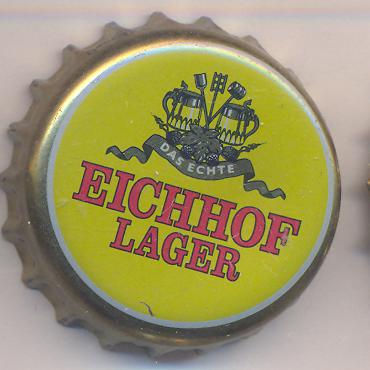 DAS ECHTE
EICHHOF
LAGER